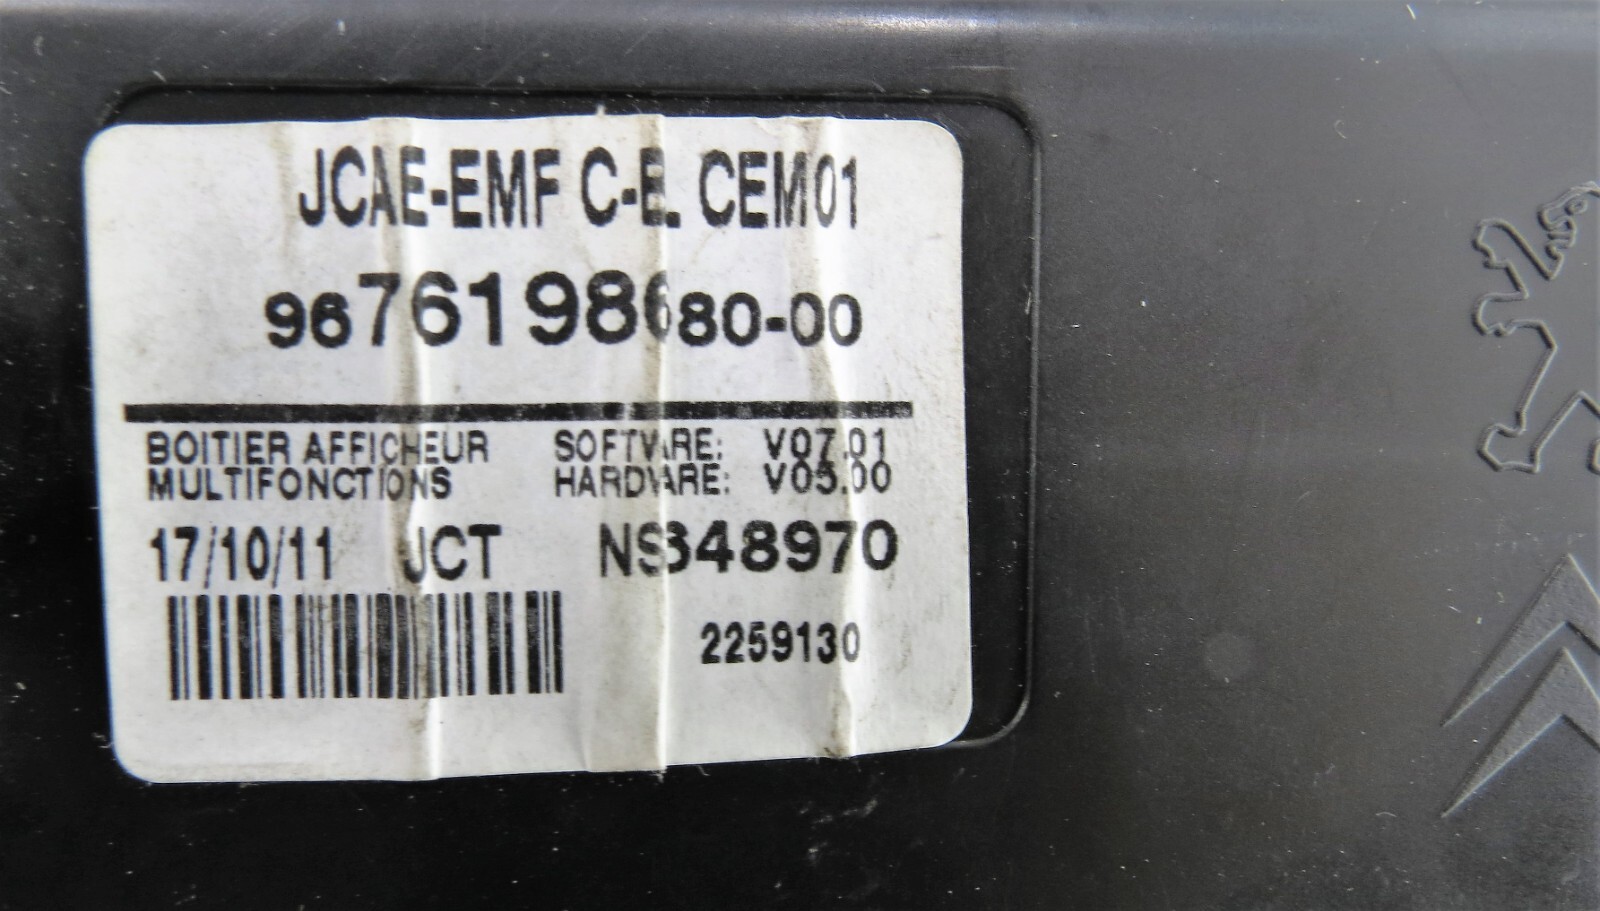 JCAE-EMF C-E. CEM01
9676198680-00
BOITIER AFFICHEUR SOFTWARE: V07.01
MULTIFONCTIONS HARDWARE: V05.00
17/10/11 JCT
2259130